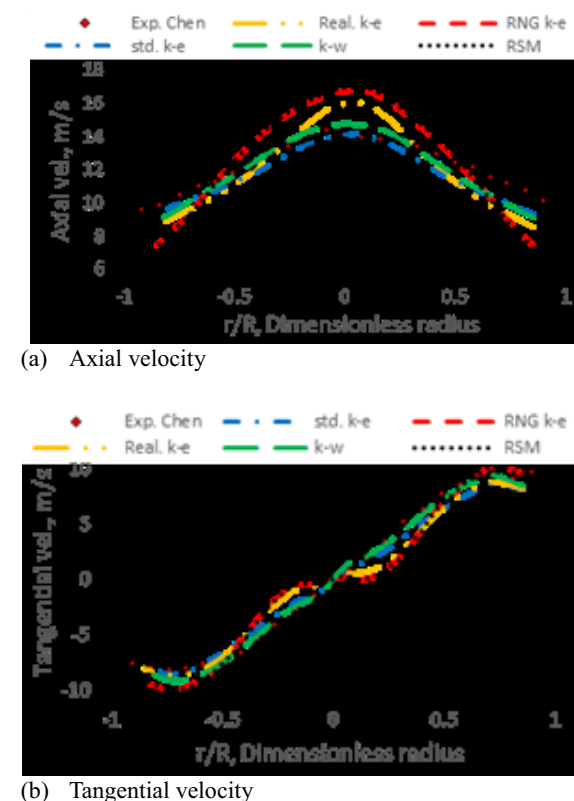 Exp. Chen Real. k-e RNG k-e
std. k-e k-w RSM
Axial vel., m/s
18
16
14
12
10
8
6
-1 -0.5 0 0.5 1
r/R, Dimensionless radius
(a) Axial velocity
Exp. Chen std. k-e RNG k-e
Real. k-e k-w RSM
Tangential vel., m/s
10
5
0
-5
-10
-1 -0.5 0 0.5 1
r/R, Dimensionless radius
(b) Tangential velocity